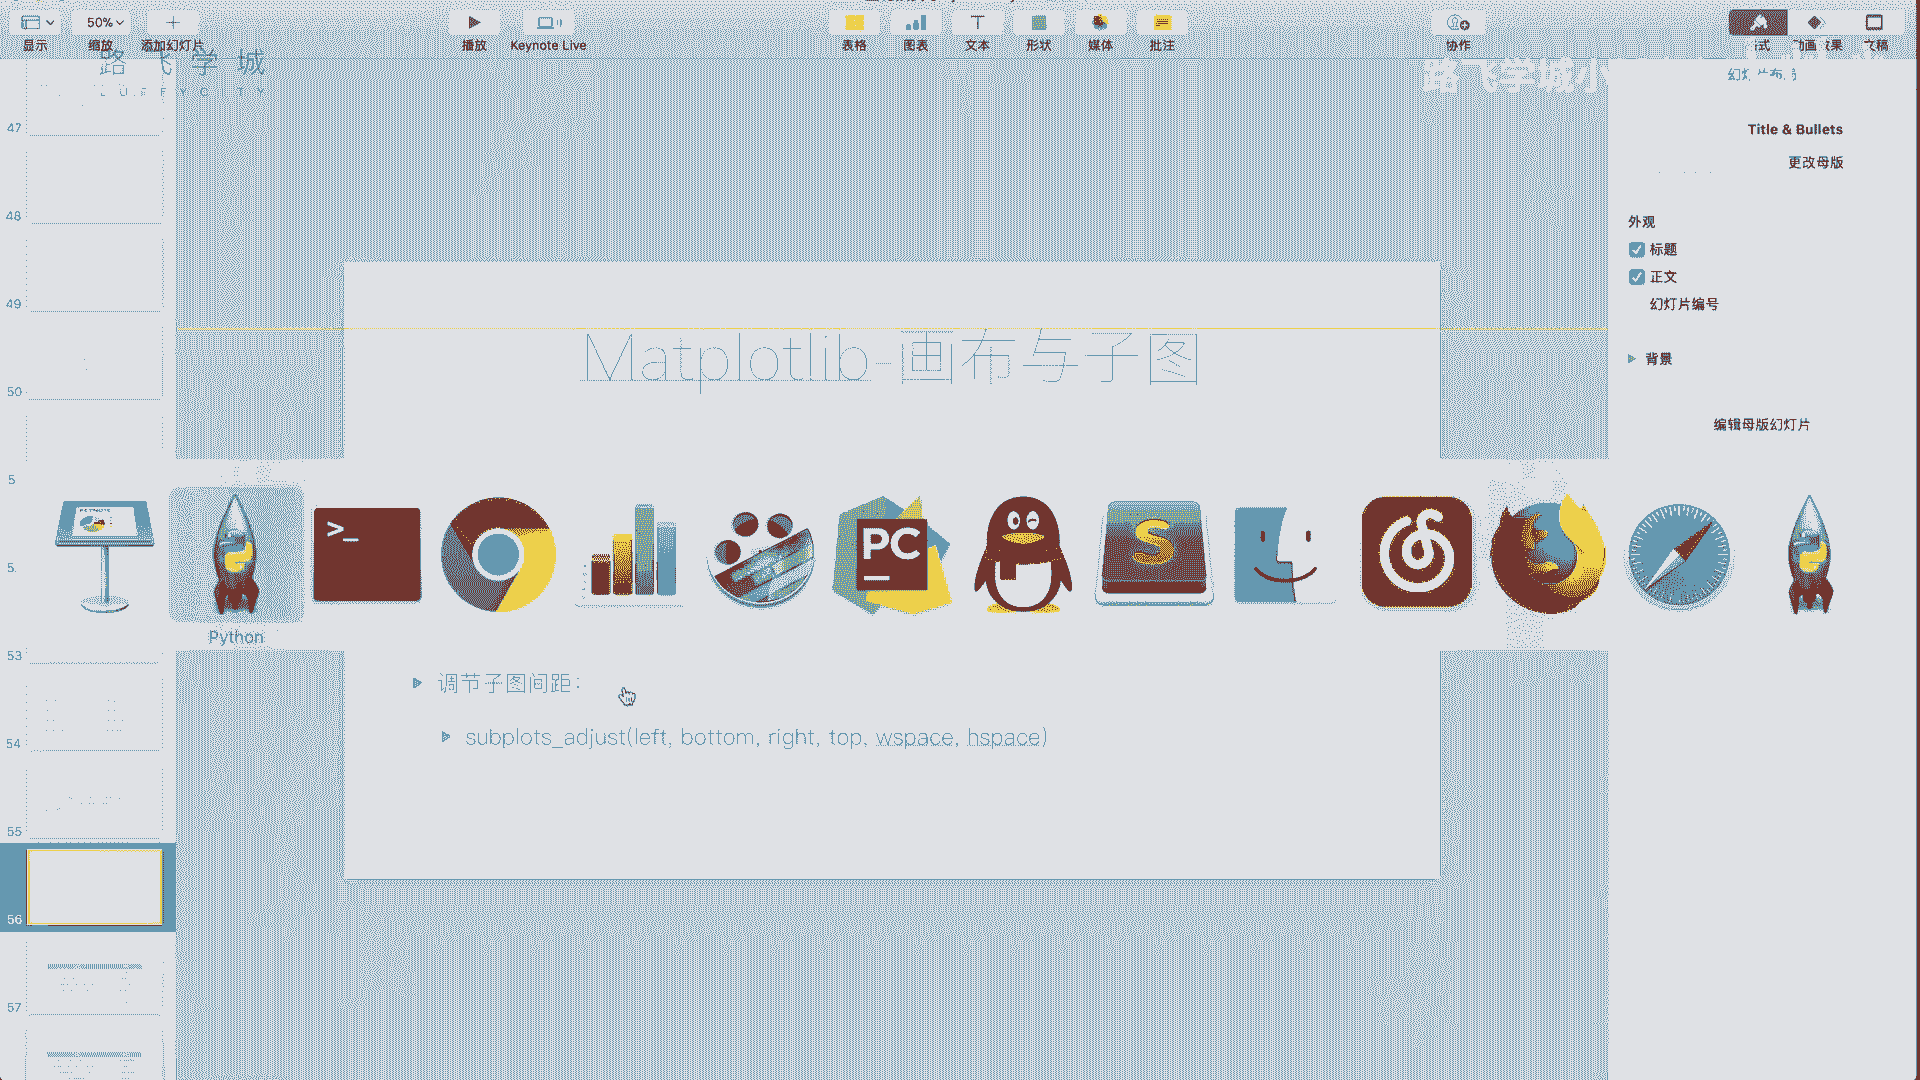 50%
显示
缩放
添加幻灯片
播放
Keynote Live
表格
图表
文本
形状
媒体
批注
协作
文稿
路飞学城
LUFFYCITY
路飞学城小
幻灯片布局
Title & Bullets
更改母版
外观
标题
正文
幻灯片编号
背景
编辑母版幻灯片
47
48
49
50
5
5
53
54
55
56
57
Matplotlib-画布与子图
>_
PC
S
Python
调节子图间距:
subplots_adjust(left, bottom, right, top, wspace, hspace)